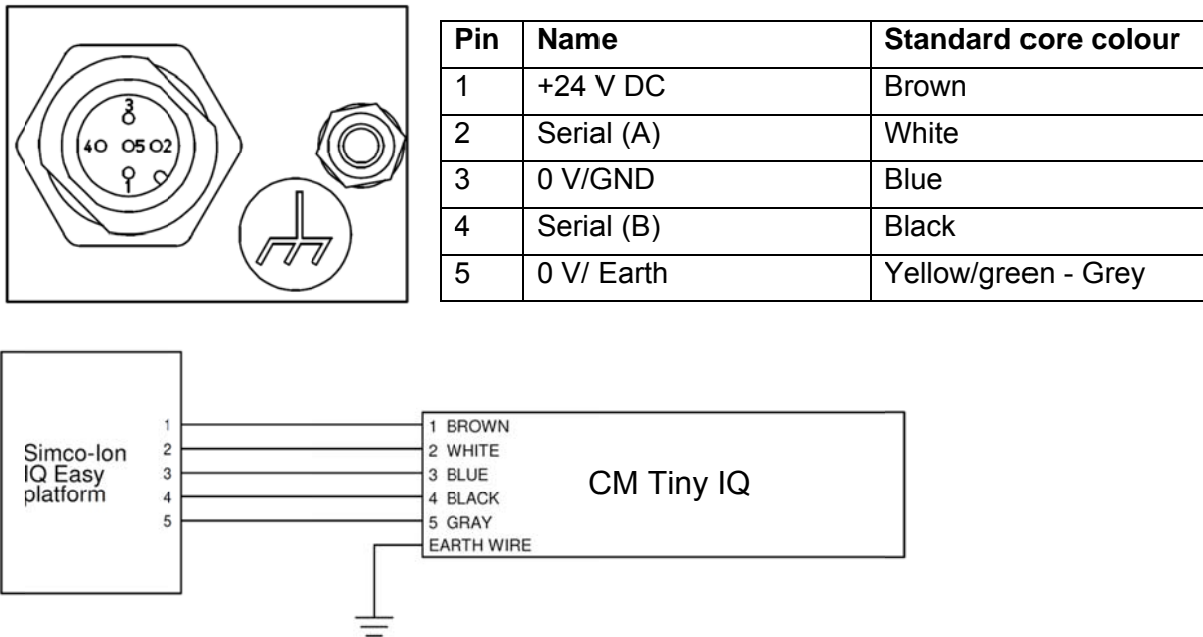 3
4 5 2
1
Pin Name Standard core colour
1 +24 V DC Brown
2 Serial (A) White
3 0 V/GND Blue
4 Serial (B) Black
5 0 V/ Earth Yellow/green - Grey
Simco-Ion
IQ Easy
platform
1
2
3
4
5
1 BROWN
2 WHITE
3 BLUE
4 BLACK
5 GRAY
EARTH WIRE
CM Tiny IQ